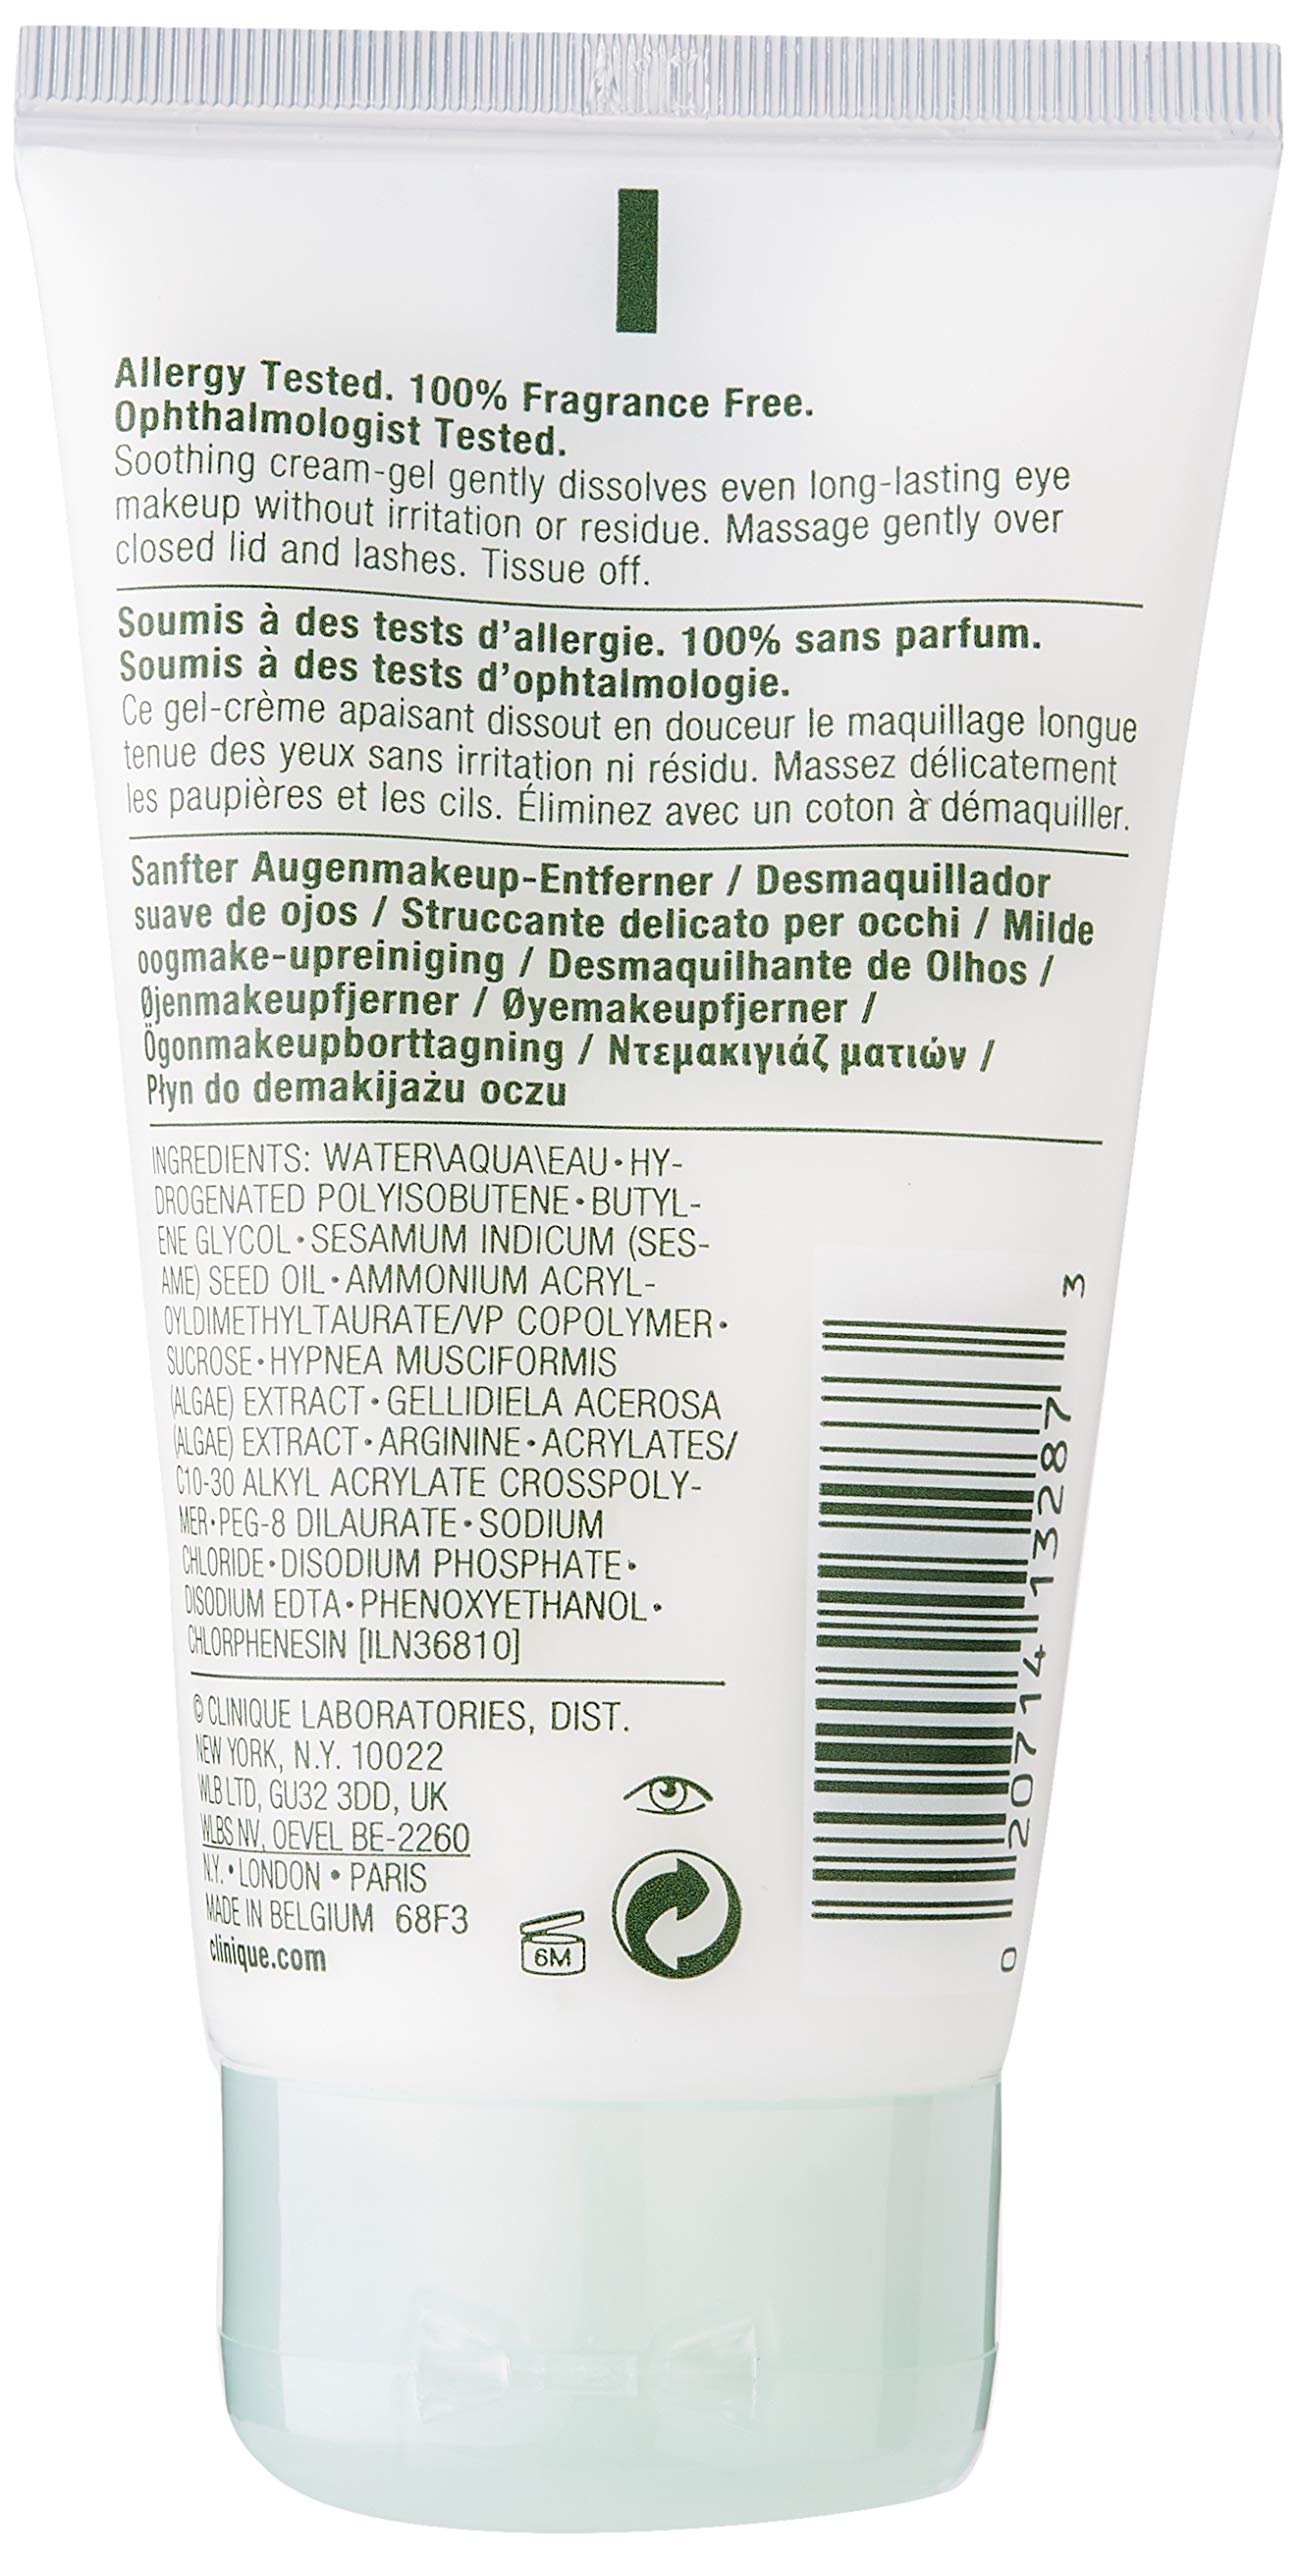 Allergy Tested. 100% Fragrance Free.
Ophthalmologist Tested.
Soothing cream-gel gently dissolves even long-lasting eye
makeup without irritation or residue. Massage gently over
closed lid and lashes. Tissue off.
Soumis à des tests d'allergie. 100% sans parfum.
Soumis à des tests d'ophtalmologie.
Ce gel-crème apaisant dissout en douceur le maquillage longue
tenue des yeux sans irritation ni résidu. Massez délicatement
les paupières et les cils. Éliminez avec un coton à démaquiller.
Sanfter Augenmakeup-Entferner / Desmaquillador
suave de ojos / Struccante delicato per occhi / Milde
oogmake-upreiniging / Desmaquilhante de Olhos /
Øjenmakeupfjerner / Øyemakeupfjerner /
Ögonmakeupborttagning / Ντεμακιγιάζ ματιών /
Płyn do demakijażu oczu
INGREDIENTS: WATER\AQUA\EAU • HY-
DROGENATED POLYISOBUTENE • BUTYL-
ENE GLYCOL • SESAMUM INDICUM (SES-
AME) SEED OIL • AMMONIUM ACRYL-
OYLDIMETHYLTAURATE/VP COPOLYMER •
SUCROSE • HYPNEA MUSCIFORMIS
(ALGAE) EXTRACT • GELLIDIELA ACEROSA
(ALGAE) EXTRACT • ARGININE • ACRYLATES/
C10-30 ALKYL ACRYLATE CROSSPOLY-
MER • PEG-8 DILAURATE • SODIUM
CHLORIDE • DISODIUM PHOSPHATE •
DISODIUM EDTA • PHENOXYETHANOL •
CHLORPHENESIN [ILN36810]
© CLINIQUE LABORATORIES, DIST.
NEW YORK, N.Y. 10022
WLB LTD, GU32 3DD, UK
WLBS NV, OEVEL BE-2260
N.Y. • LONDON • PARIS
MADE IN BELGIUM 68F3
clinique.com
6M
0 20714 13287 3